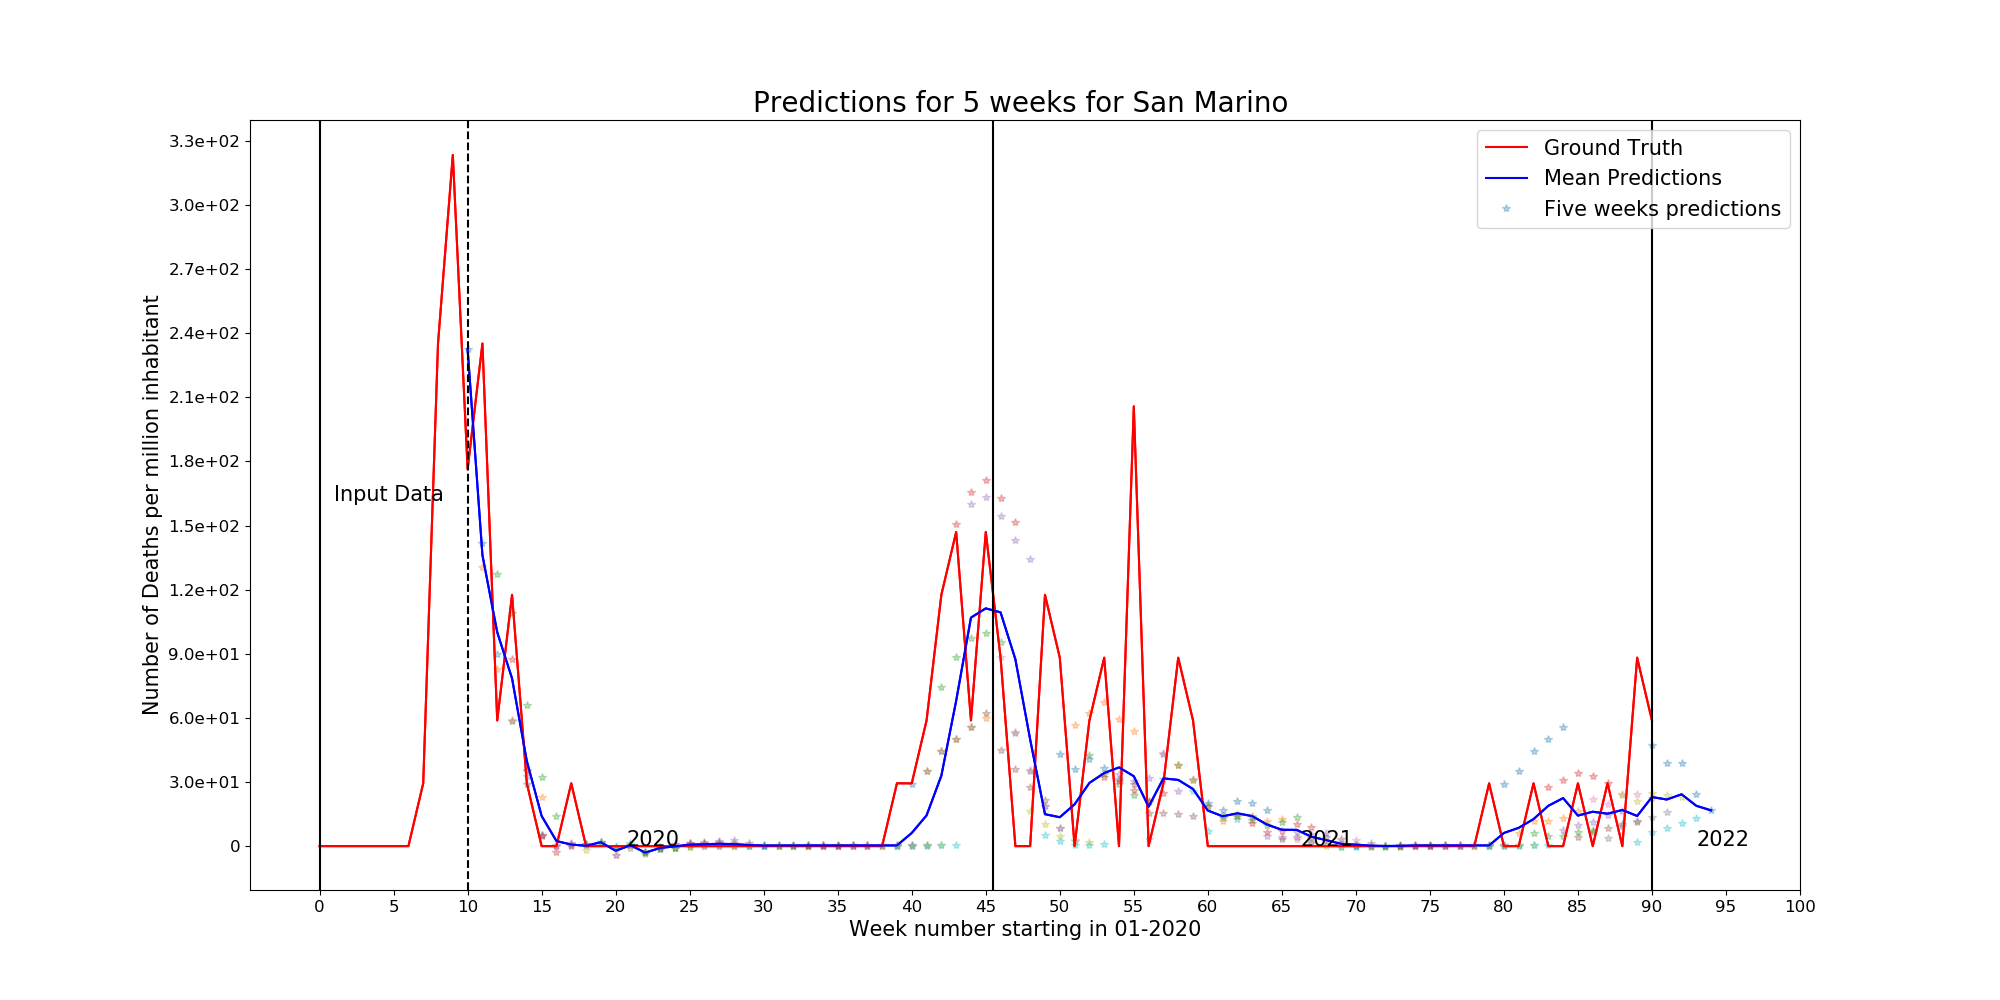 Predictions for 5 weeks for San Marino
3.3e+02
3.0e+02
2.7e+02
2.4e+02
2.1e+02
1.8e+02
1.5e+02
1.2e+02
9.0e+01
6.0e+01
3.0e+01
0
Number of Deaths per million inhabitant
Ground Truth
Mean Predictions
Five weeks predictions
Input Data
2020
2021
2022
0 5 10 15 20 25 30 35 40 45 50 55 60 65 70 75 80 85 90 95 100
Week number starting in 01-2020